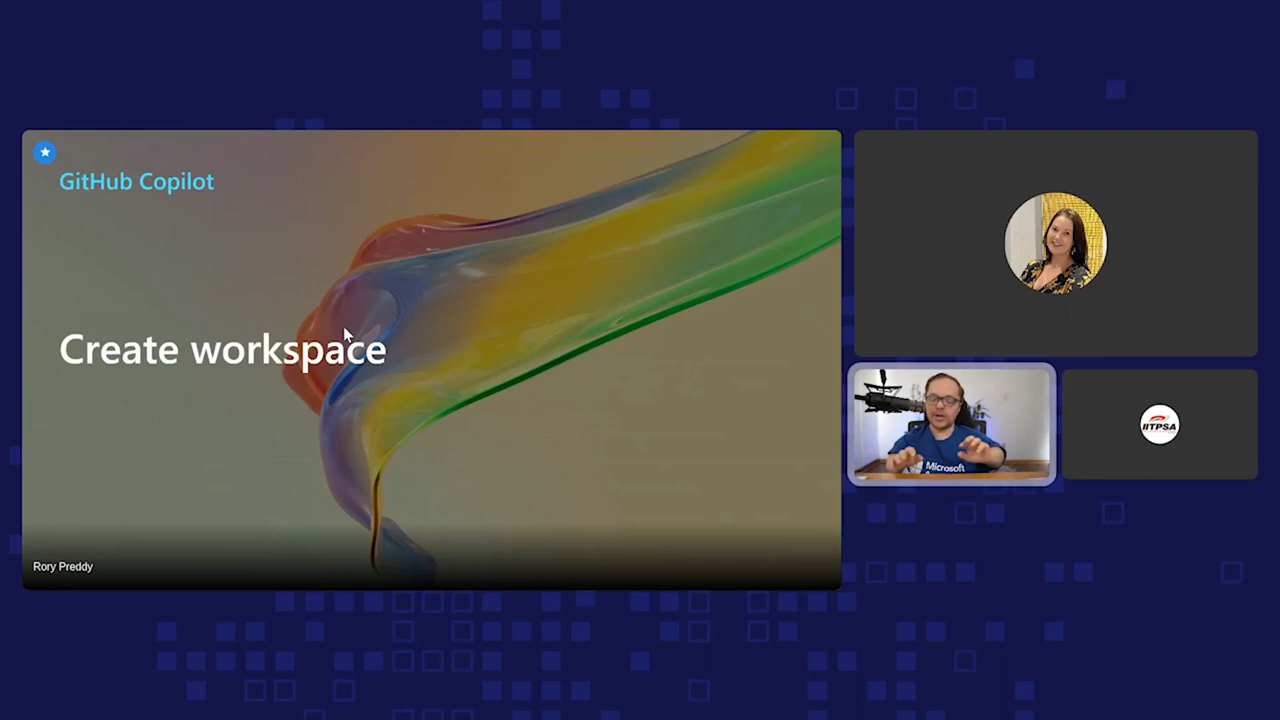 GitHub Copilot
Create workspace
Rory Preddy
Microsoft
IITPSA